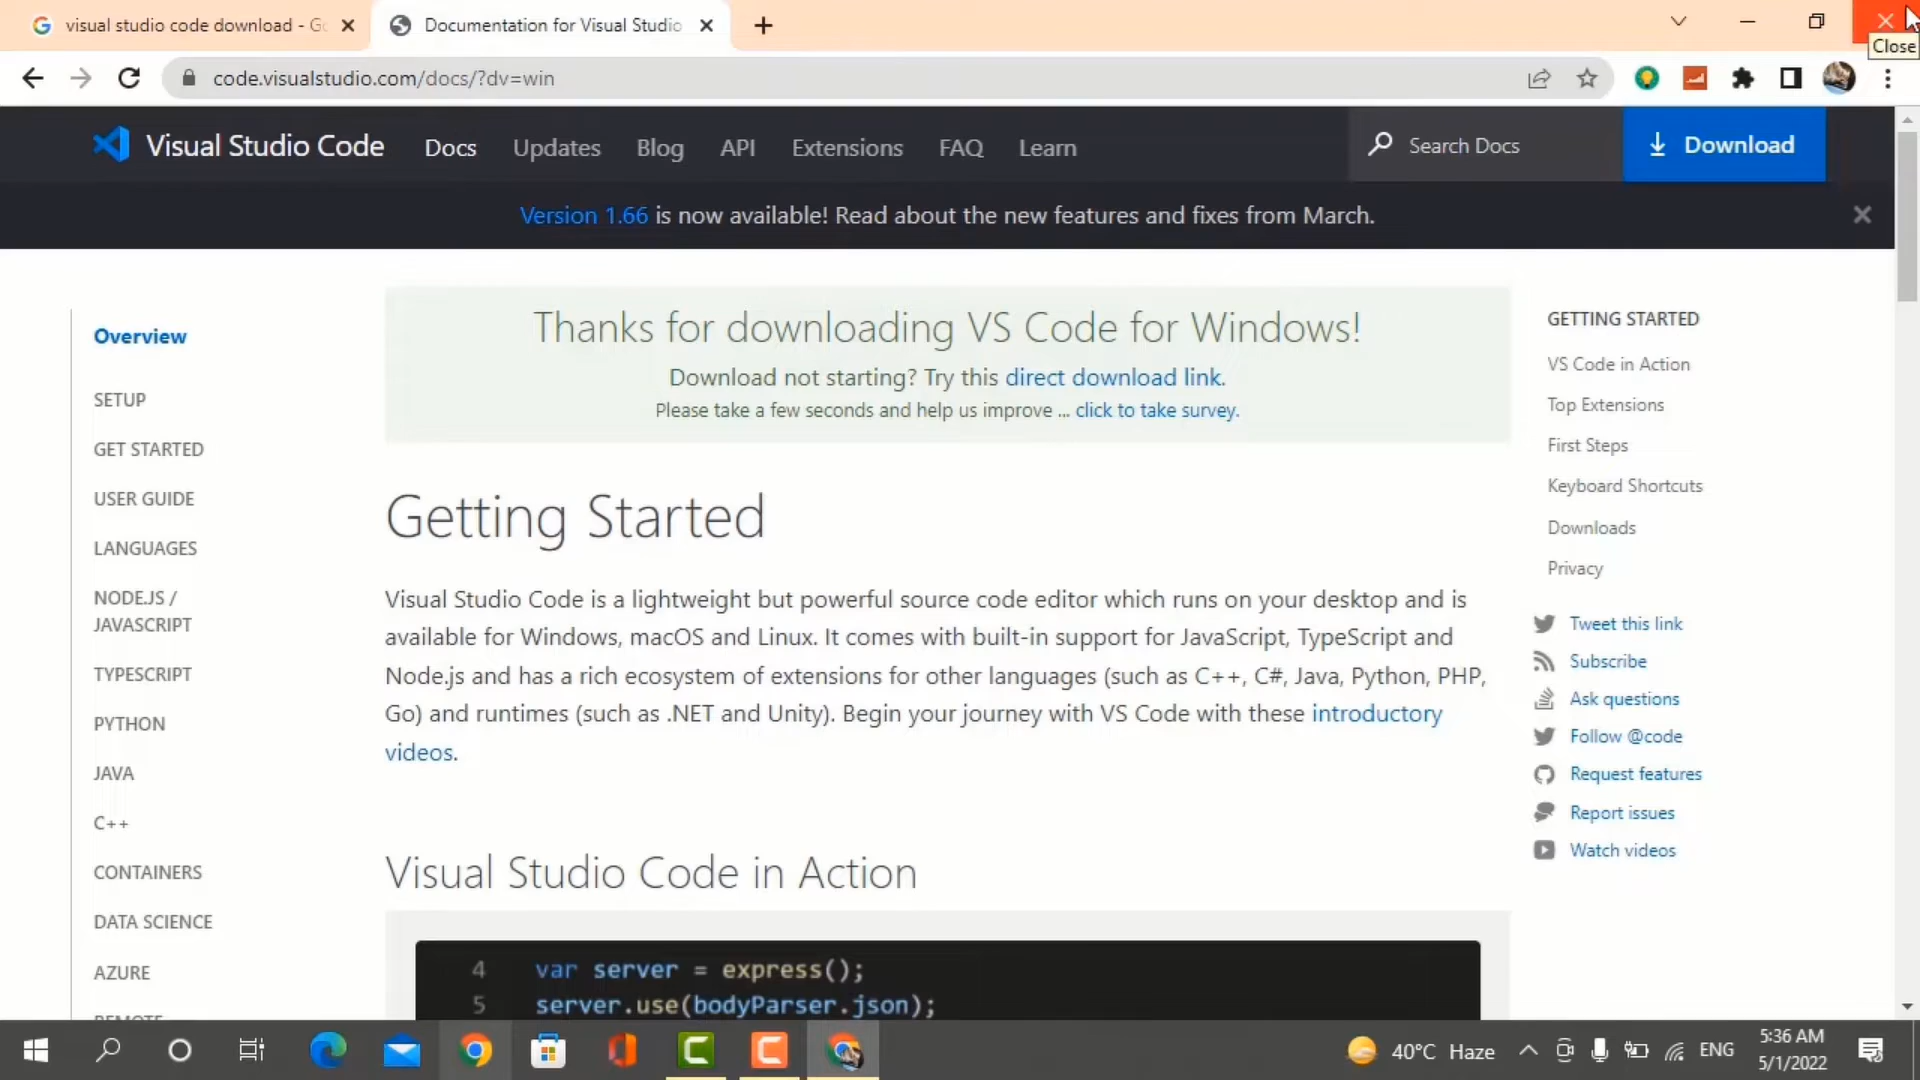 visual studio code download - Go
Documentation for Visual Studio
Close
code.visualstudio.com/docs/?dv=win
Visual Studio Code
Docs
Updates
Blog
API
Extensions
FAQ
Learn
Search Docs
Download
Version 1.66 is now available! Read about the new features and fixes from March.
Thanks for downloading VS Code for Windows!
Download not starting? Try this direct download link.
Please take a few seconds and help us improve ... click to take survey.
Overview
SETUP
GET STARTED
USER GUIDE
LANGUAGES
NODE.JS /
JAVASCRIPT
TYPESCRIPT
PYTHON
JAVA
C++
CONTAINERS
DATA SCIENCE
AZURE
REMOTE
Getting Started
Visual Studio Code is a lightweight but powerful source code editor which runs on your desktop and is
available for Windows, macOS and Linux. It comes with built-in support for JavaScript, TypeScript and
Node.js and has a rich ecosystem of extensions for other languages (such as C++, C#, Java, Python, PHP,
Go) and runtimes (such as .NET and Unity). Begin your journey with VS Code with these introductory
videos.
Visual Studio Code in Action
4 var server = express();
5 server.use(bodyParser.json);
GETTING STARTED
VS Code in Action
Top Extensions
First Steps
Keyboard Shortcuts
Downloads
Privacy
Tweet this link
Subscribe
Ask questions
Follow @code
Request features
Report issues
Watch videos
40°C Haze
ENG
5:36 AM
5/1/2022